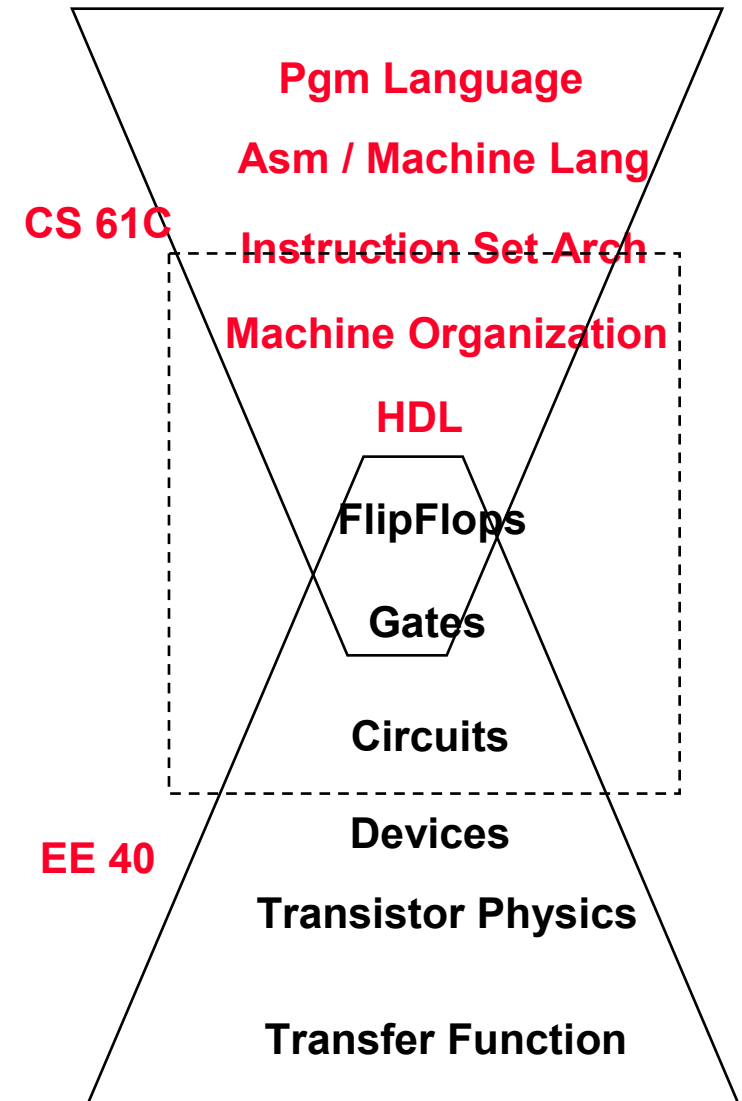 Pgm Language
Asm / Machine Lang
CS 61C
Instruction Set Arch
Machine Organization
HDL
FlipFlops
Gates
Circuits
Devices
EE 40
Transistor Physics
Transfer Function